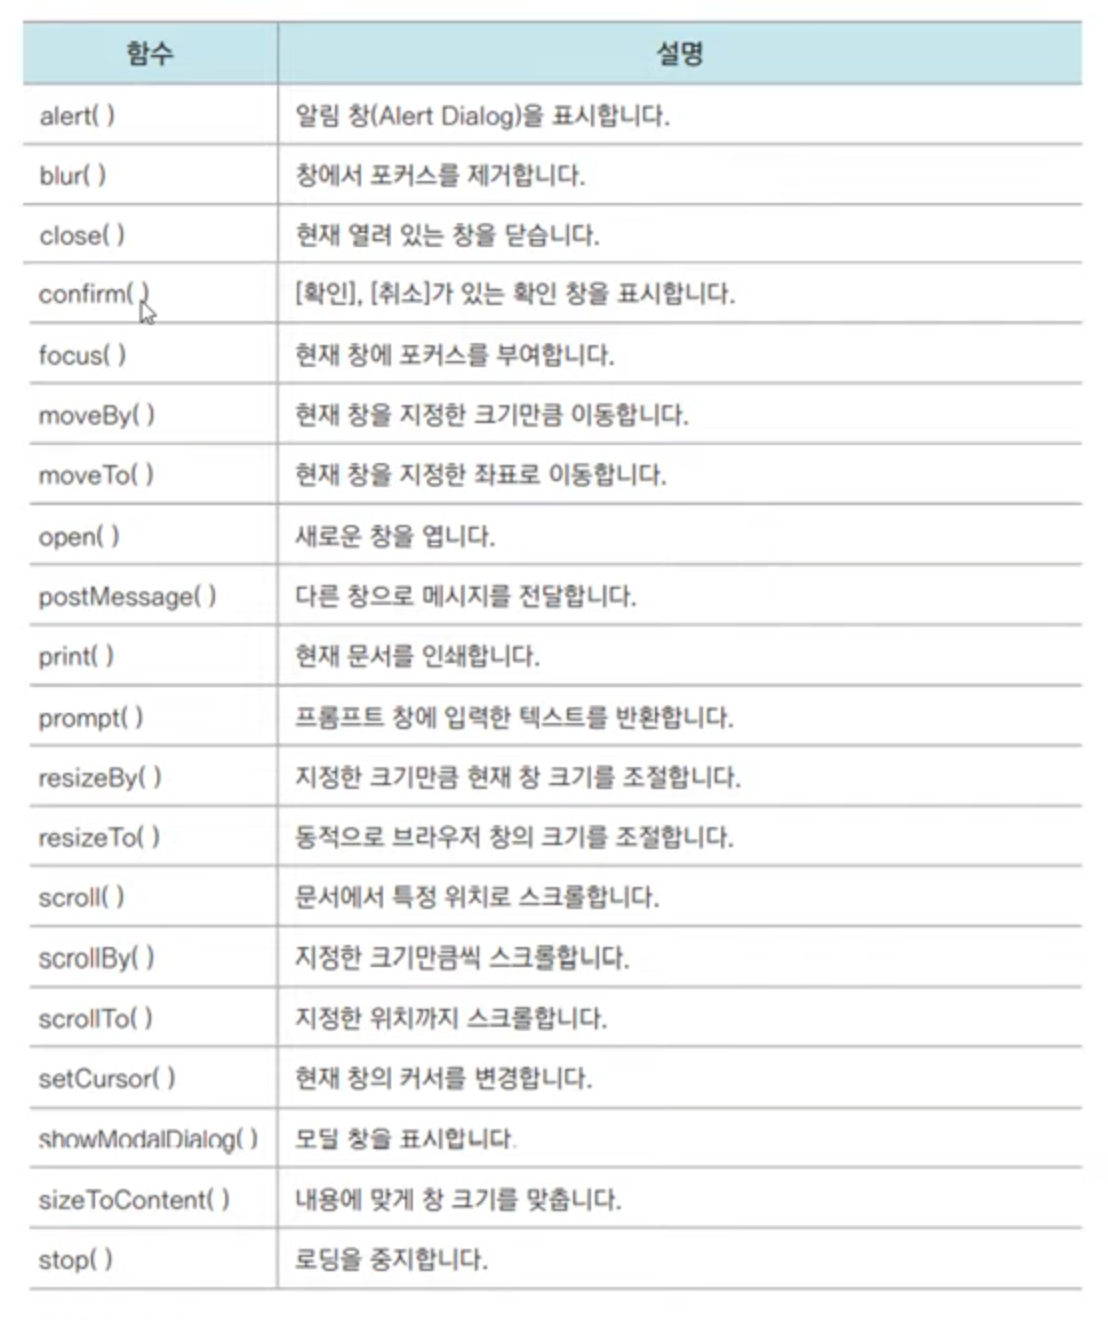 함수 설명
alert( ) 알림 창(Alert Dialog)을 표시합니다.
blur( ) 창에서 포커스를 제거합니다.
close( ) 현재 열려 있는 창을 닫습니다.
confirm( ) [확인], [취소]가 있는 확인 창을 표시합니다.
focus( ) 현재 창에 포커스를 부여합니다.
moveBy( ) 현재 창을 지정한 크기만큼 이동합니다.
moveTo( ) 현재 창을 지정한 좌표로 이동합니다.
open( ) 새로운 창을 엽니다.
postMessage( ) 다른 창으로 메시지를 전달합니다.
print( ) 현재 문서를 인쇄합니다.
prompt( ) 프롬프트 창에 입력한 텍스트를 반환합니다.
resizeBy( ) 지정한 크기만큼 현재 창 크기를 조절합니다.
resizeTo( ) 동적으로 브라우저 창의 크기를 조절합니다.
scroll( ) 문서에서 특정 위치로 스크롤합니다.
scrollBy( ) 지정한 크기만큼씩 스크롤합니다.
scrollTo( ) 지정한 위치까지 스크롤합니다.
setCursor( ) 현재 창의 커서를 변경합니다.
showModalDialog( ) 모달 창을 표시합니다.
sizeToContent( ) 내용에 맞게 창 크기를 맞춥니다.
stop( ) 로딩을 중지합니다.